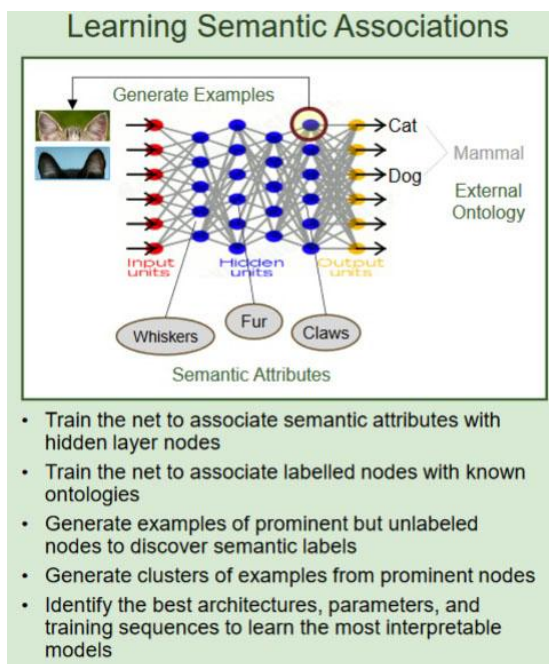 Learning Semantic Associations
Generate Examples
Cat
Mammal
Dog
External
Ontology
Input
units
Hidden
units
Output
units
Whiskers
Fur
Claws
Semantic Attributes
• Train the net to associate semantic attributes with
hidden layer nodes
• Train the net to associate labelled nodes with known
ontologies
• Generate examples of prominent but unlabeled
nodes to discover semantic labels
• Generate clusters of examples from prominent nodes
• Identify the best architectures, parameters, and
training sequences to learn the most interpretable
models